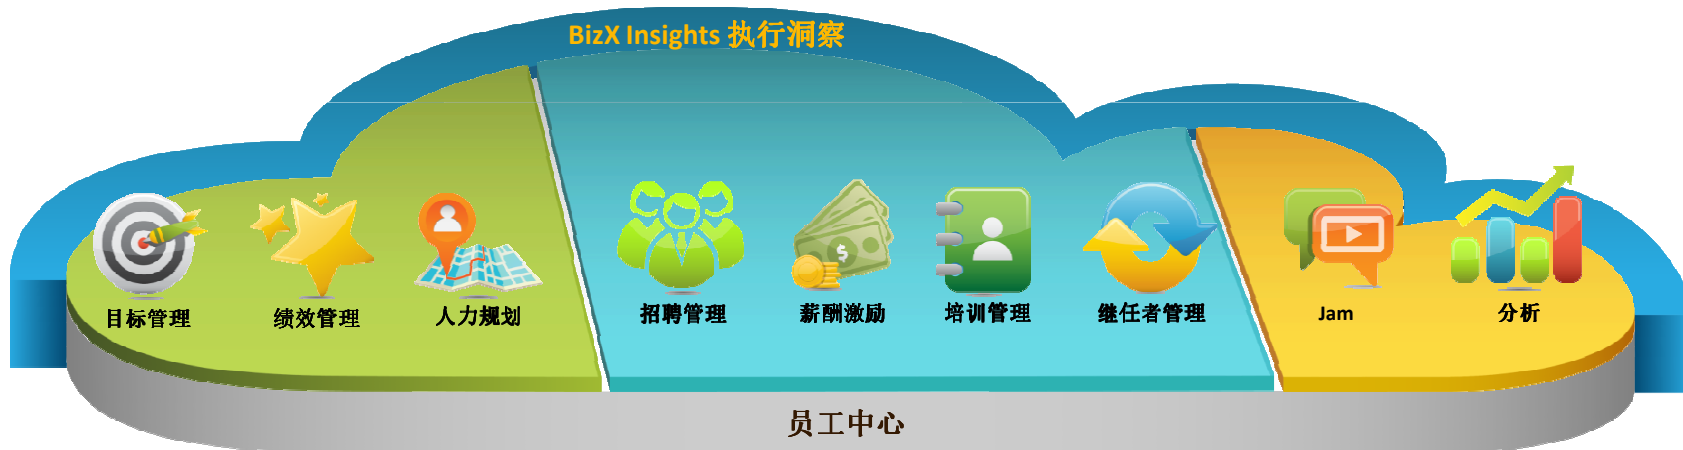 BizX Insights 执行洞察
目标管理
绩效管理
人力规划
招聘管理
薪酬激励
培训管理
继任者管理
Jam
分析
员工中心